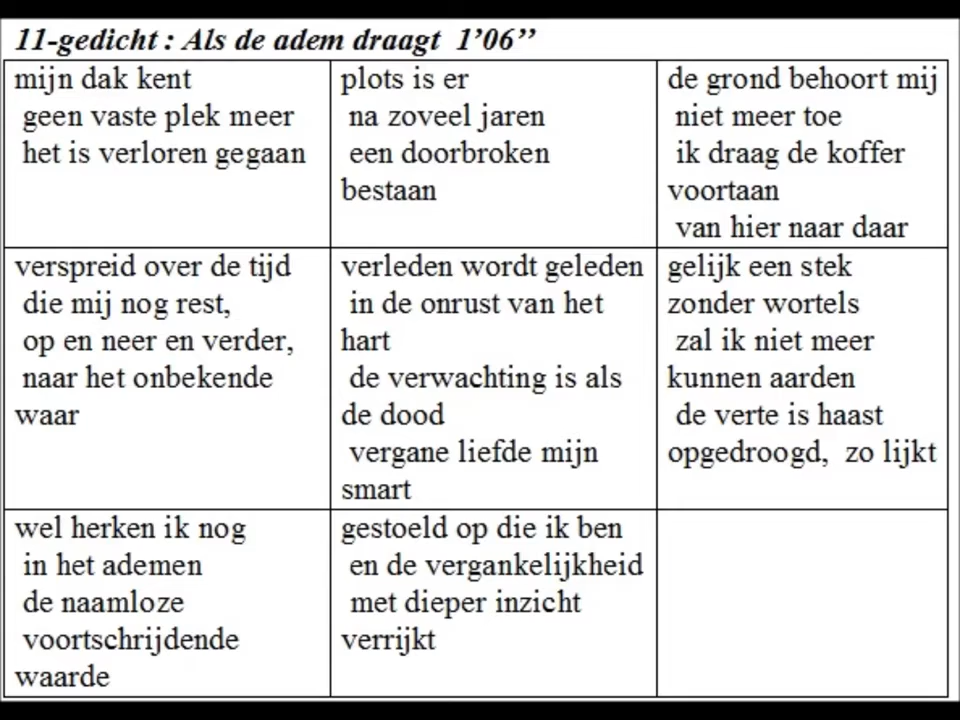 11-gedicht : Als de adem draagt 1’06’’
mijn dak kent
geen vaste plek meer
het is verloren gegaan
plots is er
na zoveel jaren
een doorbroken
bestaan
de grond behoort mij
niet meer toe
ik draag de koffer
voortaan
van hier naar daar
verspreid over de tijd
die mij nog rest,
op en neer en verder,
naar het onbekende
waar
verleden wordt geleden
in de onrust van het
hart
de verwachting is als
de dood
vergane liefde mijn
smart
gelijk een stek
zonder wortels
zal ik niet meer
kunnen aarden
de verte is haast
opgedroogd, zo lijkt
wel herken ik nog
in het ademen
de naamloze
voortschrijdende
waarde
gestoeld op die ik ben
en de vergankelijkheid
met dieper inzicht
verrijkt